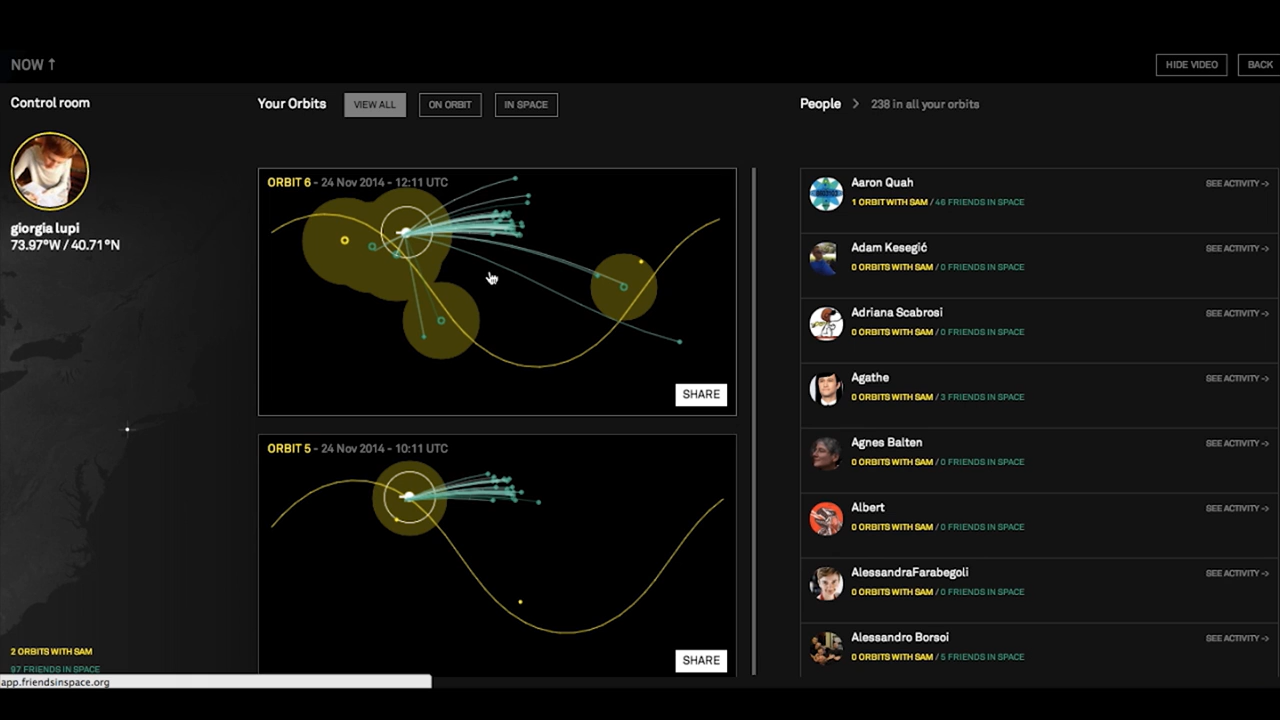 NOW ↑
HIDE VIDEO
BACK
Control room
giorgia lupi
73.97°W / 40.71°N
2 ORBITS WITH SAM
97 FRIENDS IN SPACE
app.friendsinspace.org
Your Orbits
VIEW ALL
ON ORBIT
IN SPACE
ORBIT 6 - 24 Nov 2014 - 12:11 UTC
SHARE
ORBIT 5 - 24 Nov 2014 - 10:11 UTC
SHARE
People > 238 in all your orbits
Aaron Quah
SEE ACTIVITY ->
1 ORBIT WITH SAM / 46 FRIENDS IN SPACE
Adam Kesegić
SEE ACTIVITY ->
0 ORBITS WITH SAM / 0 FRIENDS IN SPACE
Adriana Scabrosi
SEE ACTIVITY ->
0 ORBITS WITH SAM / 0 FRIENDS IN SPACE
Agathe
SEE ACTIVITY ->
0 ORBITS WITH SAM / 3 FRIENDS IN SPACE
Agnes Balten
SEE ACTIVITY ->
0 ORBITS WITH SAM / 0 FRIENDS IN SPACE
Albert
SEE ACTIVITY ->
0 ORBITS WITH SAM / 0 FRIENDS IN SPACE
AlessandraFarabegoli
SEE ACTIVITY ->
0 ORBITS WITH SAM / 0 FRIENDS IN SPACE
Alessandro Borsoi
SEE ACTIVITY ->
0 ORBITS WITH SAM / 5 FRIENDS IN SPACE